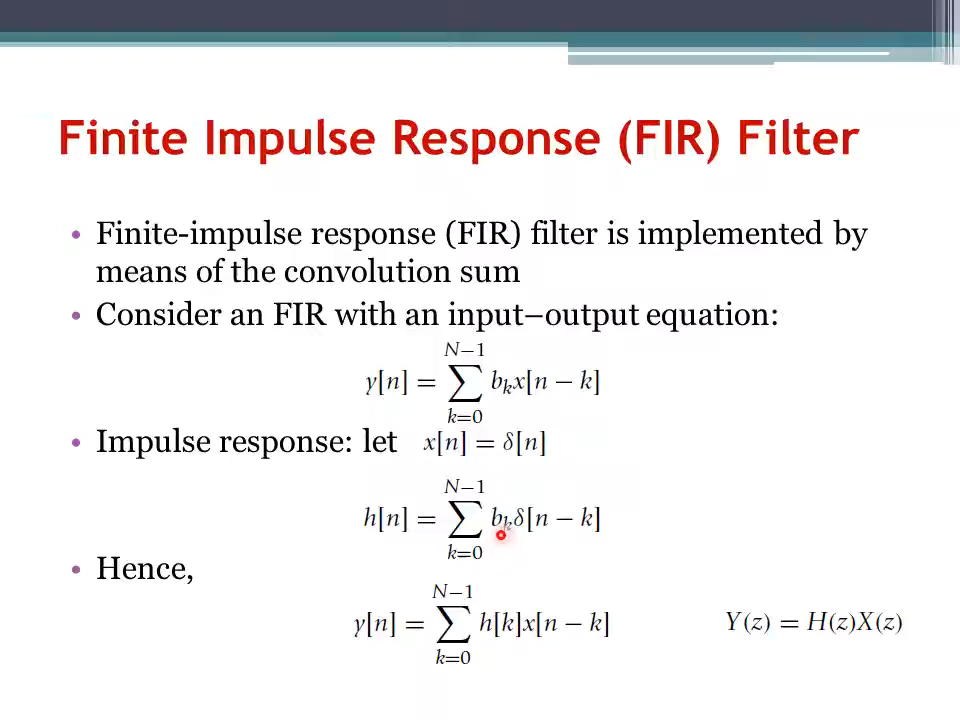 Finite Impulse Response (FIR) Filter
• Finite-impulse response (FIR) filter is implemented by
means of the convolution sum
• Consider an FIR with an input–output equation:
y[n] = ∑_{k=0}^{N−1} b_k x[n − k]
• Impulse response: let x[n] = δ[n]
h[n] = ∑_{k=0}^{N−1} b_k δ[n − k]
• Hence,
y[n] = ∑_{k=0}^{N−1} h[k]x[n − k] Y(z) = H(z)X(z)